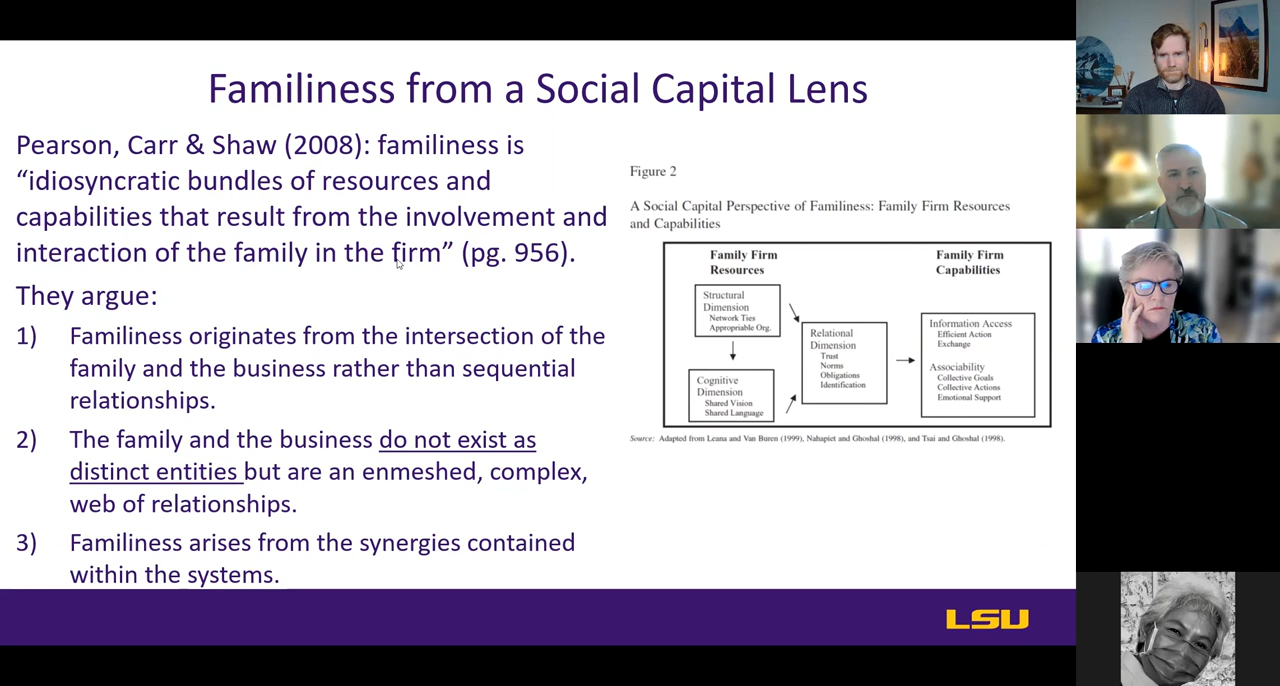 Familiness from a Social Capital Lens
Pearson, Carr & Shaw (2008): familiness is
“idiosyncratic bundles of resources and
capabilities that result from the involvement and
interaction of the family in the firm” (pg. 956).
They argue:
1) Familiness originates from the intersection of the
family and the business rather than sequential
relationships.
2) The family and the business do not exist as
distinct entities but are an enmeshed, complex,
web of relationships.
3) Familiness arises from the synergies contained
within the systems.
Figure 2
A Social Capital Perspective of Familiness: Family Firm Resources
and Capabilities
Family Firm
Resources
Family Firm
Capabilities
Structural
Dimension
Network Ties
Appropriable Org.
Cognitive
Dimension
Shared Vision
Shared Language
Relational
Dimension
Trust
Norms
Obligations
Identification
Information Access
Efficient Action
Exchange
Associability
Collective Goals
Collective Actions
Emotional Support
Source: Adapted from Leana and Van Buren (1999), Nahapiet and Ghoshal (1998), and Tsai and Ghoshal (1998).
LSU